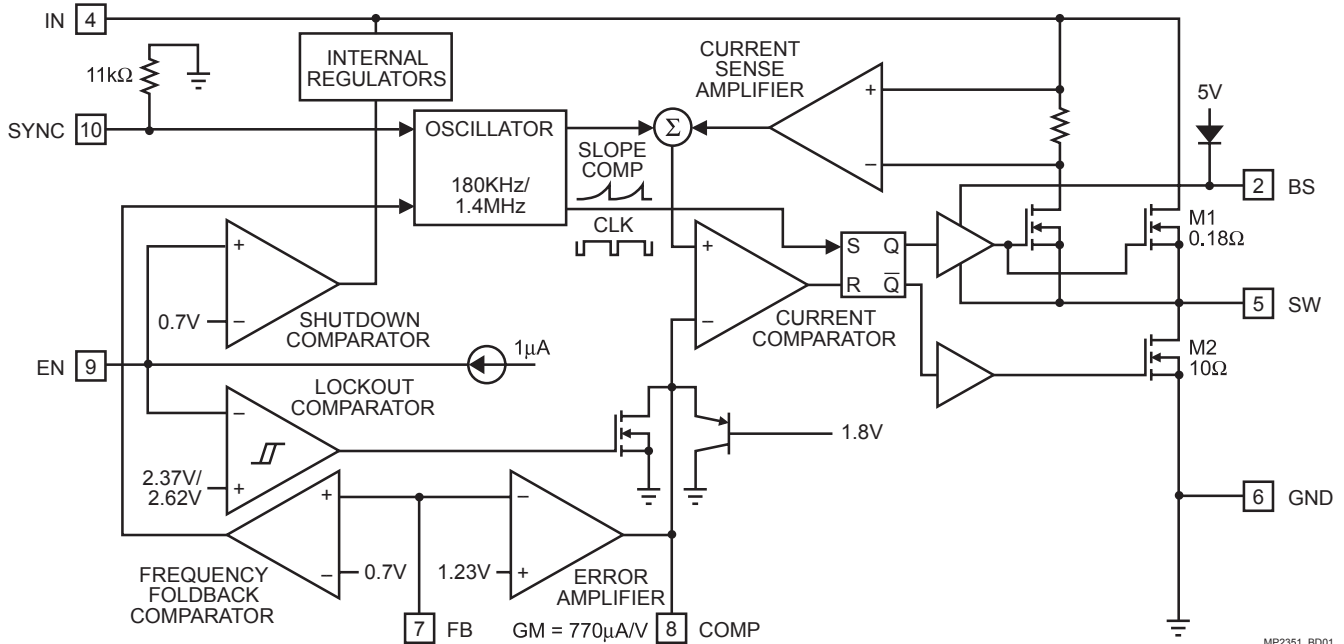 IN 4
INTERNAL
REGULATORS
11kΩ
SYNC 10
OSCILLATOR
180KHz/
1.4MHz
Σ
SLOPE
COMP
CLK
CURRENT
SENSE
AMPLIFIER
+
–
5V
2 BS
M1
0.18Ω
+
–
0.7V
SHUTDOWN
COMPARATOR
+
–
CURRENT
COMPARATOR
S Q
R Q̅
5 SW
M2
10Ω
EN 9
1µA
LOCKOUT
COMPARATOR
–
+
2.37V/
2.62V
1.8V
6 GND
+
–
0.7V
FREQUENCY
FOLDBACK
COMPARATOR
–
+
1.23V
ERROR
AMPLIFIER
7 FB
GM = 770µA/V 8 COMP
MP2351_BD01